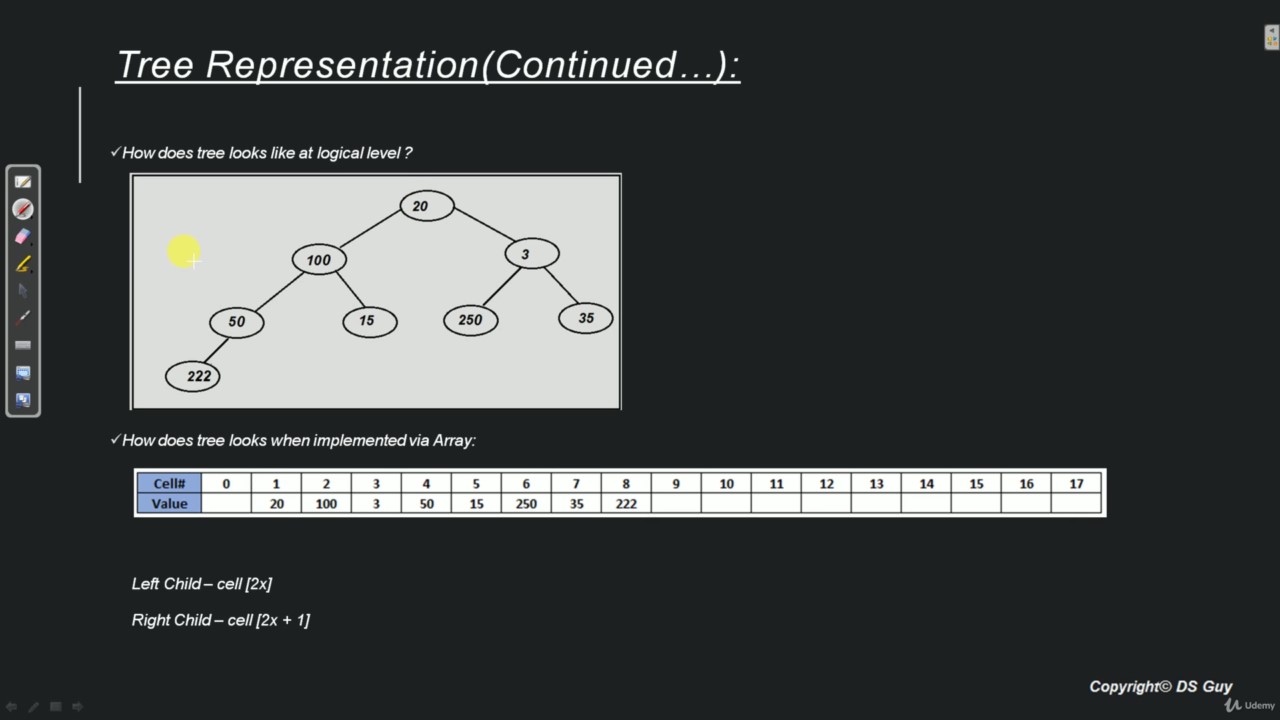 Tree Representation(Continued…):
✓How does tree looks like at logical level ?
20
100
3
50
15
250
35
222
✓How does tree looks when implemented via Array:
Cell# 0 1 2 3 4 5 6 7 8 9 10 11 12 13 14 15 16 17
Value 20 100 3 50 15 250 35 222
Left Child – cell [2x]
Right Child – cell [2x + 1]
Copyright© DS Guy
Udemy